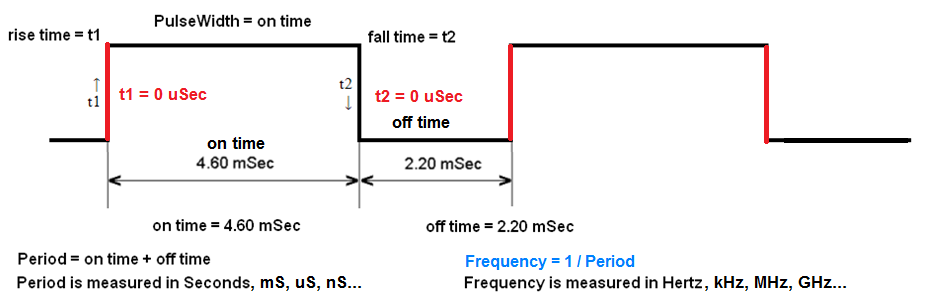 PulseWidth = on time
rise time = t1
fall time = t2
↑
t1
t1 = 0 uSec
t2
↓
t2 = 0 uSec
off time
on time
4.60 mSec
2.20 mSec
on time = 4.60 mSec
off time = 2.20 mSec
Period = on time + off time
Frequency = 1 / Period
Period is measured in Seconds, mS, uS, nS...
Frequency is measured in Hertz, kHz, MHz, GHz...